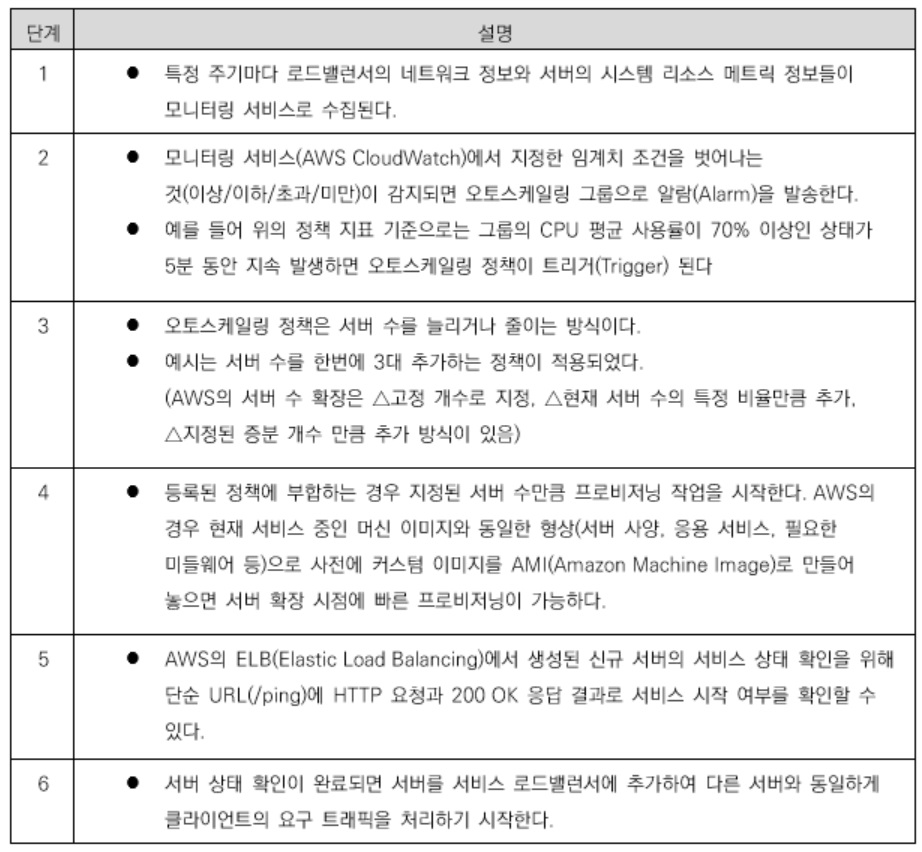 단계 설명
1 ● 특정 주기마다 로드밸런서의 네트워크 정보와 서버의 시스템 리소스 메트릭 정보들이
모니터링 서비스로 수집된다.
2 ● 모니터링 서비스(AWS CloudWatch)에서 지정한 임계치 조건을 벗어나는
것(이상/이하/초과/미만)이 감지되면 오토스케일링 그룹으로 알람(Alarm)을 발송한다.
● 예를 들어 위의 정책 지표 기준으로는 그룹의 CPU 평균 사용률이 70% 이상인 상태가
5분 동안 지속 발생하면 오토스케일링 정책이 트리거(Trigger) 된다
3 ● 오토스케일링 정책은 서버 수를 늘리거나 줄이는 방식이다.
● 예시는 서버 수를 한번에 3대 추가하는 정책이 적용되었다.
(AWS의 서버 수 확장은 △고정 개수로 지정, △현재 서버 수의 특정 비율만큼 추가,
△지정된 증분 개수 만큼 추가 방식이 있음)
4 ● 등록된 정책에 부합하는 경우 지정된 서버 수만큼 프로비저닝 작업을 시작한다. AWS의
경우 현재 서비스 중인 머신 이미지와 동일한 형상(서버 사양, 응용 서비스, 필요한
미들웨어 등)으로 사전에 커스텀 이미지를 AMI(Amazon Machine Image)로 만들어
놓으면 서버 확장 시점에 빠른 프로비저닝이 가능하다.
5 ● AWS의 ELB(Elastic Load Balancing)에서 생성된 신규 서버의 서비스 상태 확인을 위해
단순 URL(/ping)에 HTTP 요청과 200 OK 응답 결과로 서비스 시작 여부를 확인할 수
있다.
6 ● 서버 상태 확인이 완료되면 서버를 서비스 로드밸런서에 추가하여 다른 서버와 동일하게
클라이언트의 요구 트래픽을 처리하기 시작한다.